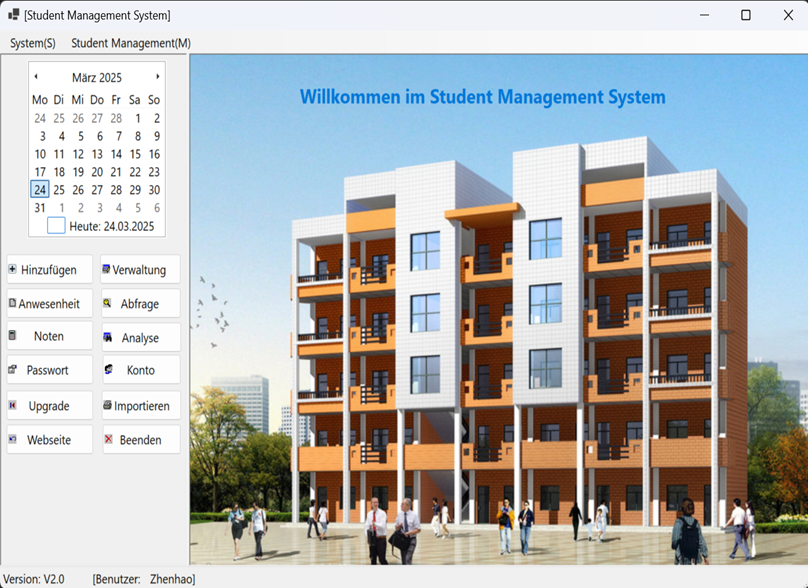 [Student Management System]
System(S) Student Management(M)
März 2025
Mo Di Mi Do Fr Sa So
24 25 26 27 28 1 2
3 4 5 6 7 8 9
10 11 12 13 14 15 16
17 18 19 20 21 22 23
24 25 26 27 28 29 30
31 1 2 3 4 5 6
Heute: 24.03.2025
Willkommen im Student Management System
Hinzufügen Verwaltung
Anwesenheit Abfrage
Noten Analyse
Passwort Konto
Upgrade Importieren
Webseite Beenden
Version: V2.0 [Benutzer: Zhenhao]